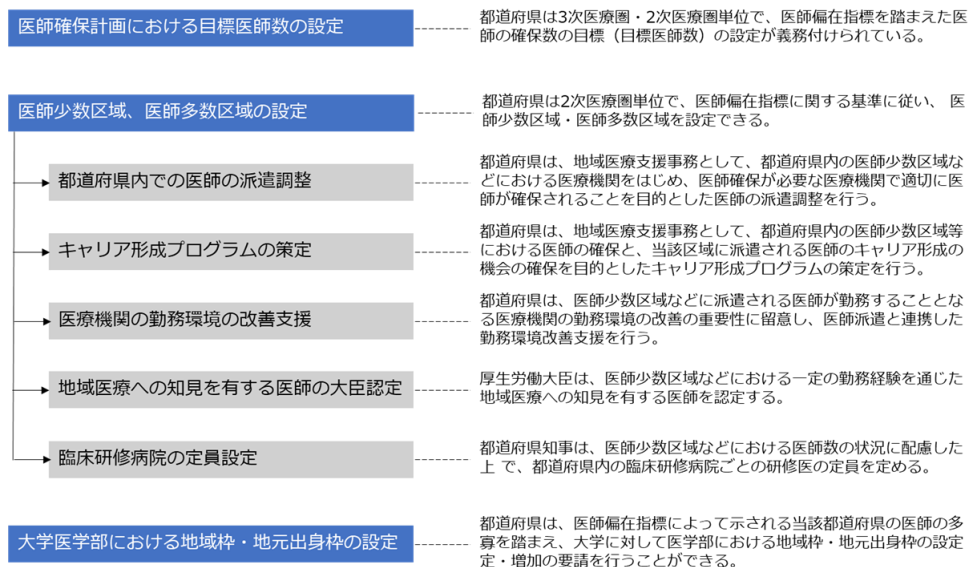 医師確保計画における目標医師数の設定
都道府県は3次医療圏・2次医療圏単位で、医師偏在指標を踏まえた医
師の確保数の目標（目標医師数）の設定が義務付けられている。
医師少数区域、医師多数区域の設定
都道府県は2次医療圏単位で、医師偏在指標に関する基準に従い、 医
師少数区域・医師多数区域を設定できる。
都道府県内での医師の派遣調整
都道府県は、地域医療支援事務として、都道府県内の医師少数区域な
どにおける医療機関をはじめ、医師確保が必要な医療機関で適切に医
師が確保されることを目的とした医師の派遣調整を行う。
キャリア形成プログラムの策定
都道府県は、地域医療支援事務として、都道府県内の医師少数区域等
における医師の確保と、当該区域に派遣される医師のキャリア形成の
機会の確保を目的としたキャリア形成プログラムの策定を行う。
医療機関の勤務環境の改善支援
都道府県は、医師少数区域などに派遣される医師が勤務することとな
る医療機関の勤務環境の改善の重要性に留意し、医師派遣と連携した
勤務環境改善支援を行う。
地域医療への知見を有する医師の大臣認定
厚生労働大臣は、医師少数区域などにおける一定の勤務経験を通じた
地域医療への知見を有する医師を認定する。
臨床研修病院の定員設定
都道府県知事は、医師少数区域などにおける医師数の状況に配慮した
上 で、都道府県内の臨床研修病院ごとの研修医の定員を定める。
大学医学部における地域枠・地元出身枠の設定
都道府県は、医師偏在指標によって示される当該都道府県の医師の多
寡を踏まえ、大学に対して医学部における地域枠・地元出身枠の設定
定・増加の要請を行うことができる。